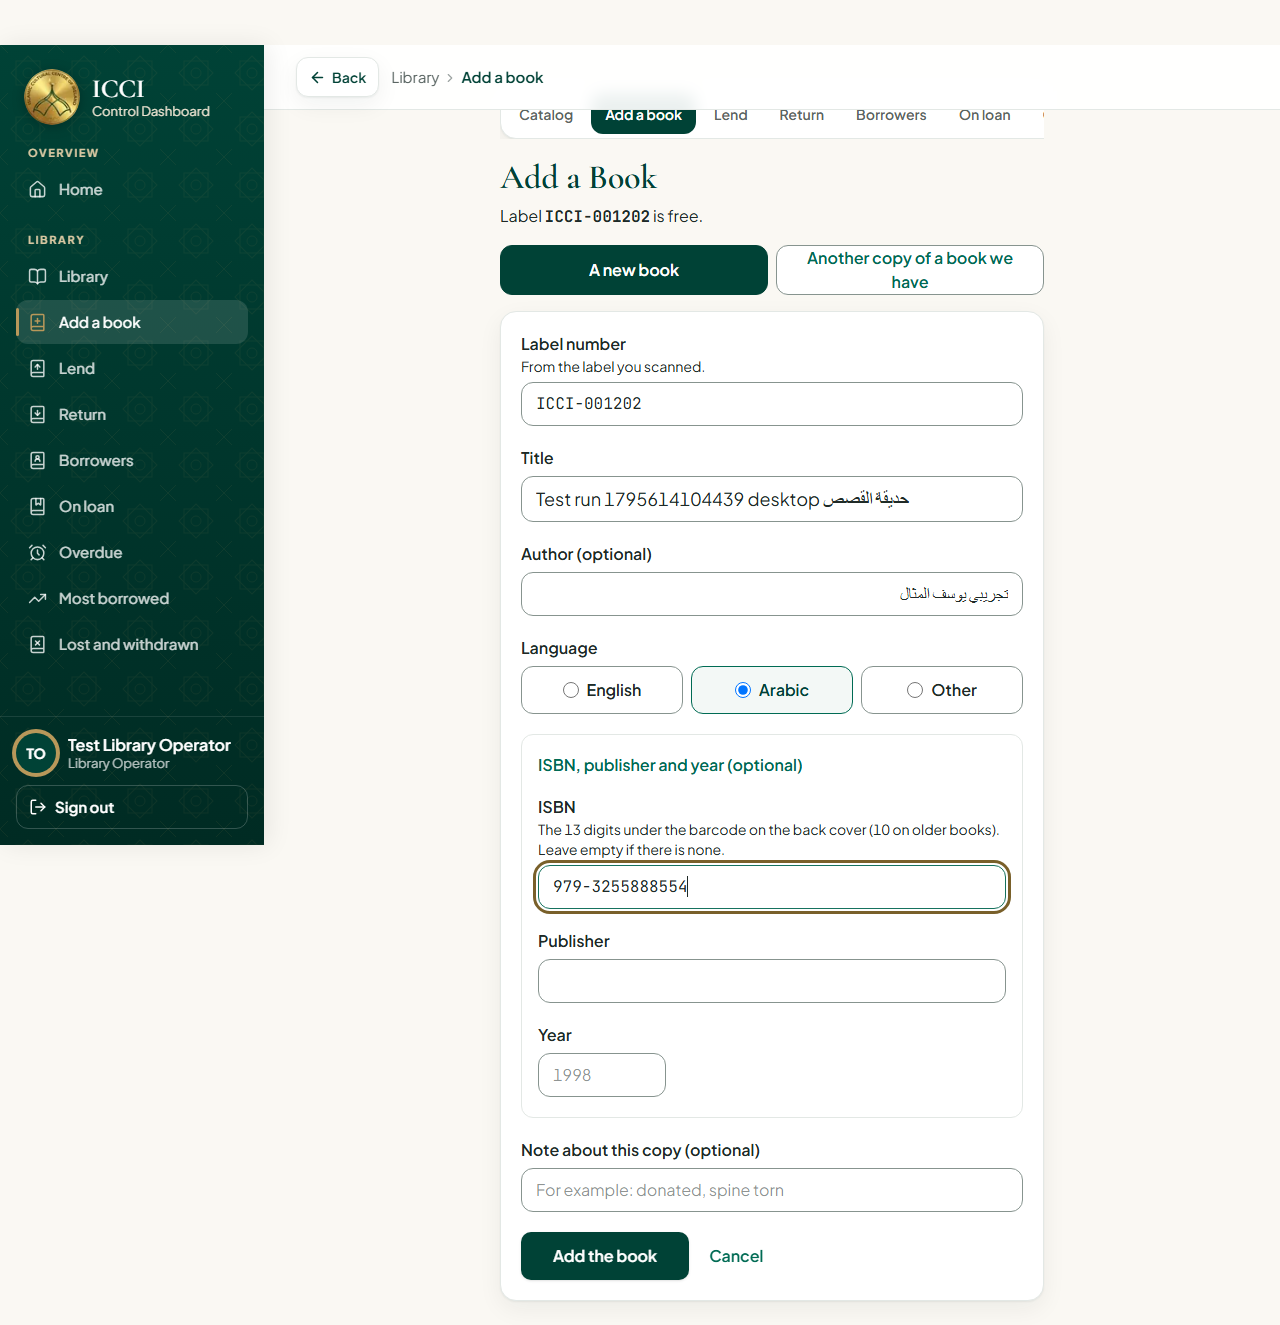 ICCI
Control Dashboard
OVERVIEW
Home
LIBRARY
Library
Add a book
Lend
Return
Borrowers
On loan
Overdue
Most borrowed
Lost and withdrawn
TO
Test Library Operator
Library Operator
Sign out
Back
Library > Add a book
Catalog Add a book Lend Return Borrowers On loan
Add a Book
Label ICCI-001202 is free.
A new book
Another copy of a book we
have
Label number
From the label you scanned.
ICCI-001202
Title
Test run 1795614104439 desktop حديقة القصص
Author (optional)
تجريبي يوسف المثال
Language
English
Arabic
Other
ISBN, publisher and year (optional)
ISBN
The 13 digits under the barcode on the back cover (10 on older books).
Leave empty if there is none.
979-3255888554
Publisher
Year
1998
Note about this copy (optional)
For example: donated, spine torn
Add the book
Cancel